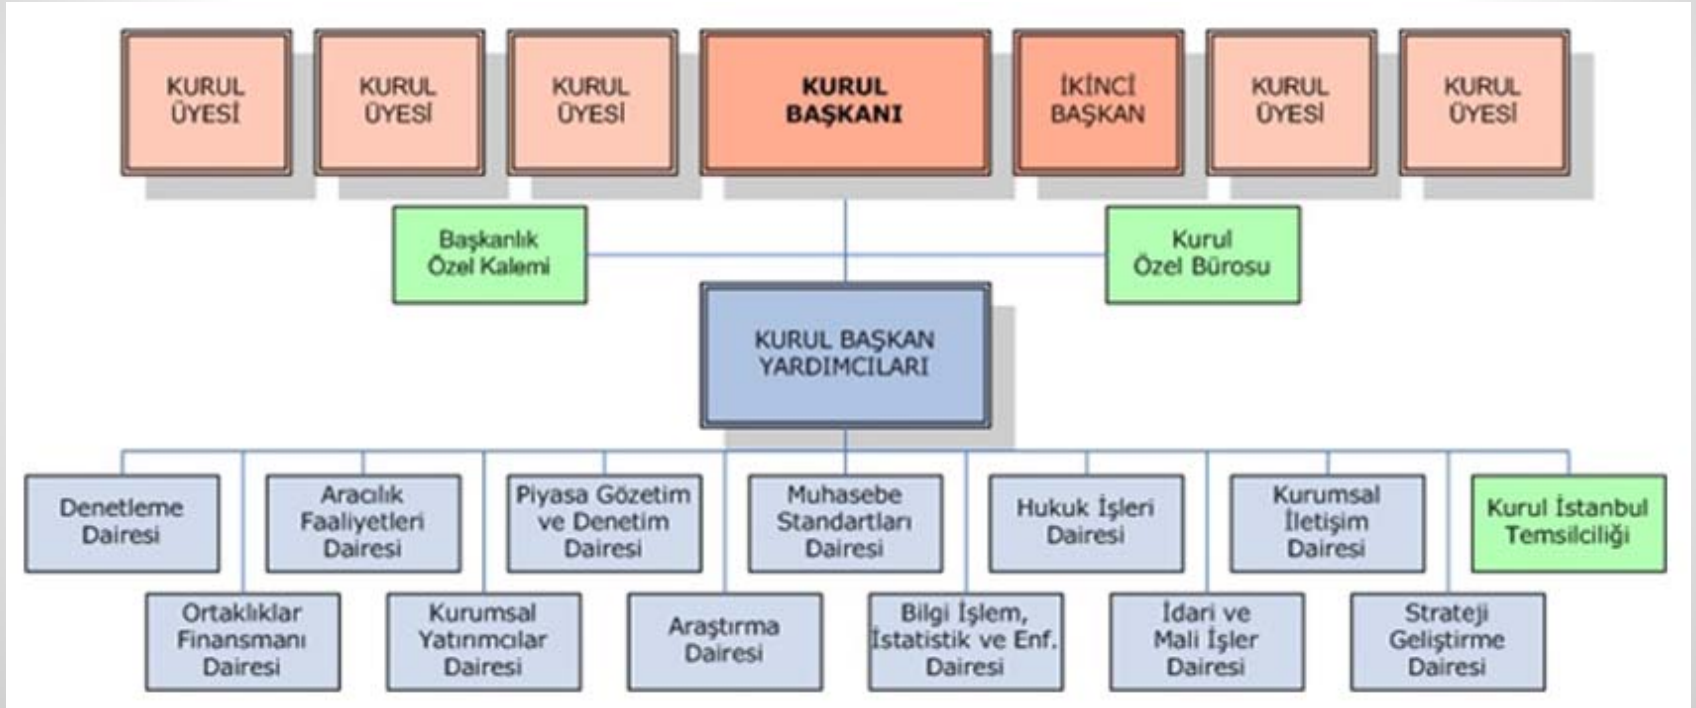 KURUL
ÜYESİ
KURUL
ÜYESİ
KURUL
ÜYESİ
KURUL
BAŞKANI
İKİNCİ
BAŞKAN
KURUL
ÜYESİ
KURUL
ÜYESİ
Başkanlık
Özel Kalemi
Kurul
Özel Bürosu
KURUL BAŞKAN
YARDIMCILARI
Denetleme
Dairesi
Aracılık
Faaliyetleri
Dairesi
Piyasa Gözetim
ve Denetim
Dairesi
Muhasebe
Standartları
Dairesi
Hukuk İşleri
Dairesi
Kurumsal
İletişim
Dairesi
Kurul İstanbul
Temsilciliği
Ortaklıklar
Finansmanı
Dairesi
Kurumsal
Yatırımcılar
Dairesi
Araştırma
Dairesi
Bilgi İşlem,
İstatistik ve Enf.
Dairesi
İdari ve
Mali İşler
Dairesi
Strateji
Geliştirme
Dairesi